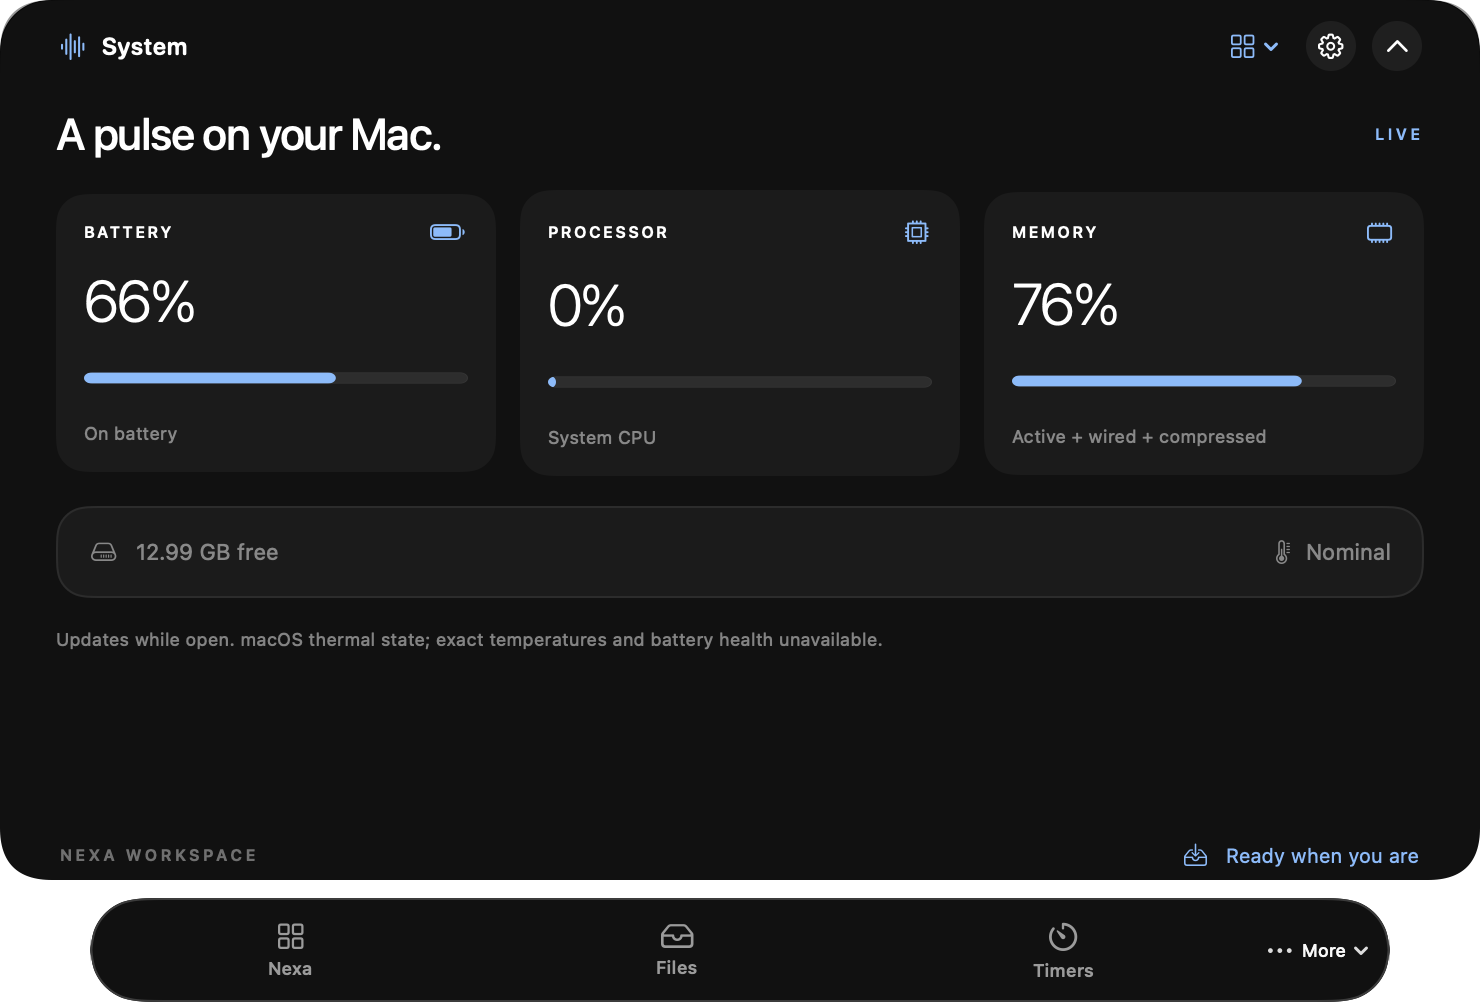 System
A pulse on your Mac.
LIVE
BATTERY
66%
On battery
PROCESSOR
0%
System CPU
MEMORY
76%
Active + wired + compressed
12.99 GB free
Nominal
Updates while open. macOS thermal state; exact temperatures and battery health unavailable.
NEXA WORKSPACE
Ready when you are
Nexa
Files
Timers
More